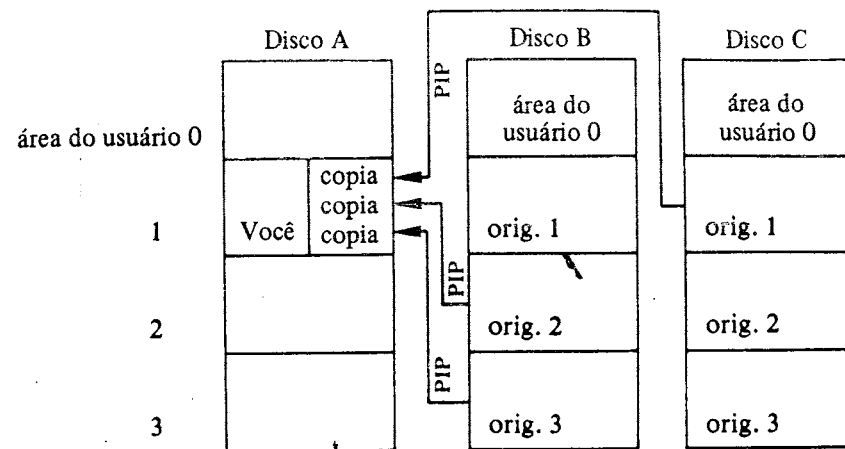 Disco A
Disco B
Disco C
PIP
área do usuário 0
área do
usuário 0
área do
usuário 0
1
Você
copia
copia
copia
orig. 1
orig. 1
PIP
2
orig. 2
orig. 2
PIP
3
orig. 3
orig. 3